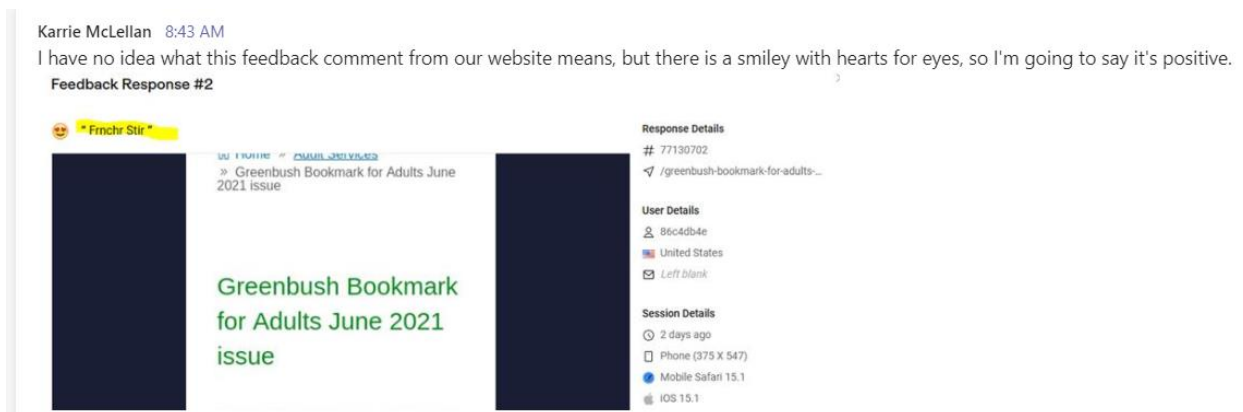 Karrie McLellan 8:43 AM
I have no idea what this feedback comment from our website means, but there is a smiley with hearts for eyes, so I'm going to say it's positive.
Feedback Response #2
" Frnchr Stir "
Home » Adult Services
» Greenbush Bookmark for Adults June
2021 issue
Greenbush Bookmark
for Adults June 2021
issue
Response Details
# 77130702
/greenbush-bookmark-for-adults-...
User Details
86c4db4e
United States
Left blank
Session Details
2 days ago
Phone (375 X 547)
Mobile Safari 15.1
iOS 15.1